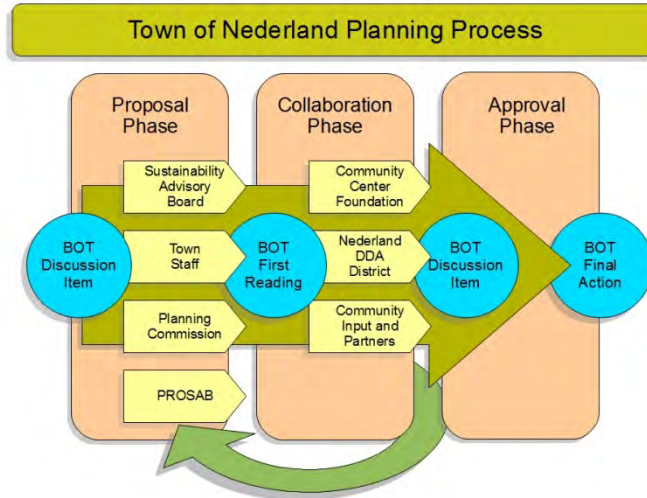 Town of Nederland Planning Process
Proposal
Phase
Collaboration
Phase
Approval
Phase
Sustainability
Advisory
Board
Community
Center
Foundation
BOT
Discussion
Item
Town
Staff
BOT
First
Reading
Nederland
DDA
District
BOT
Discussion
Item
BOT
Final
Action
Planning
Commission
Community
Input and
Partners
PROSAB